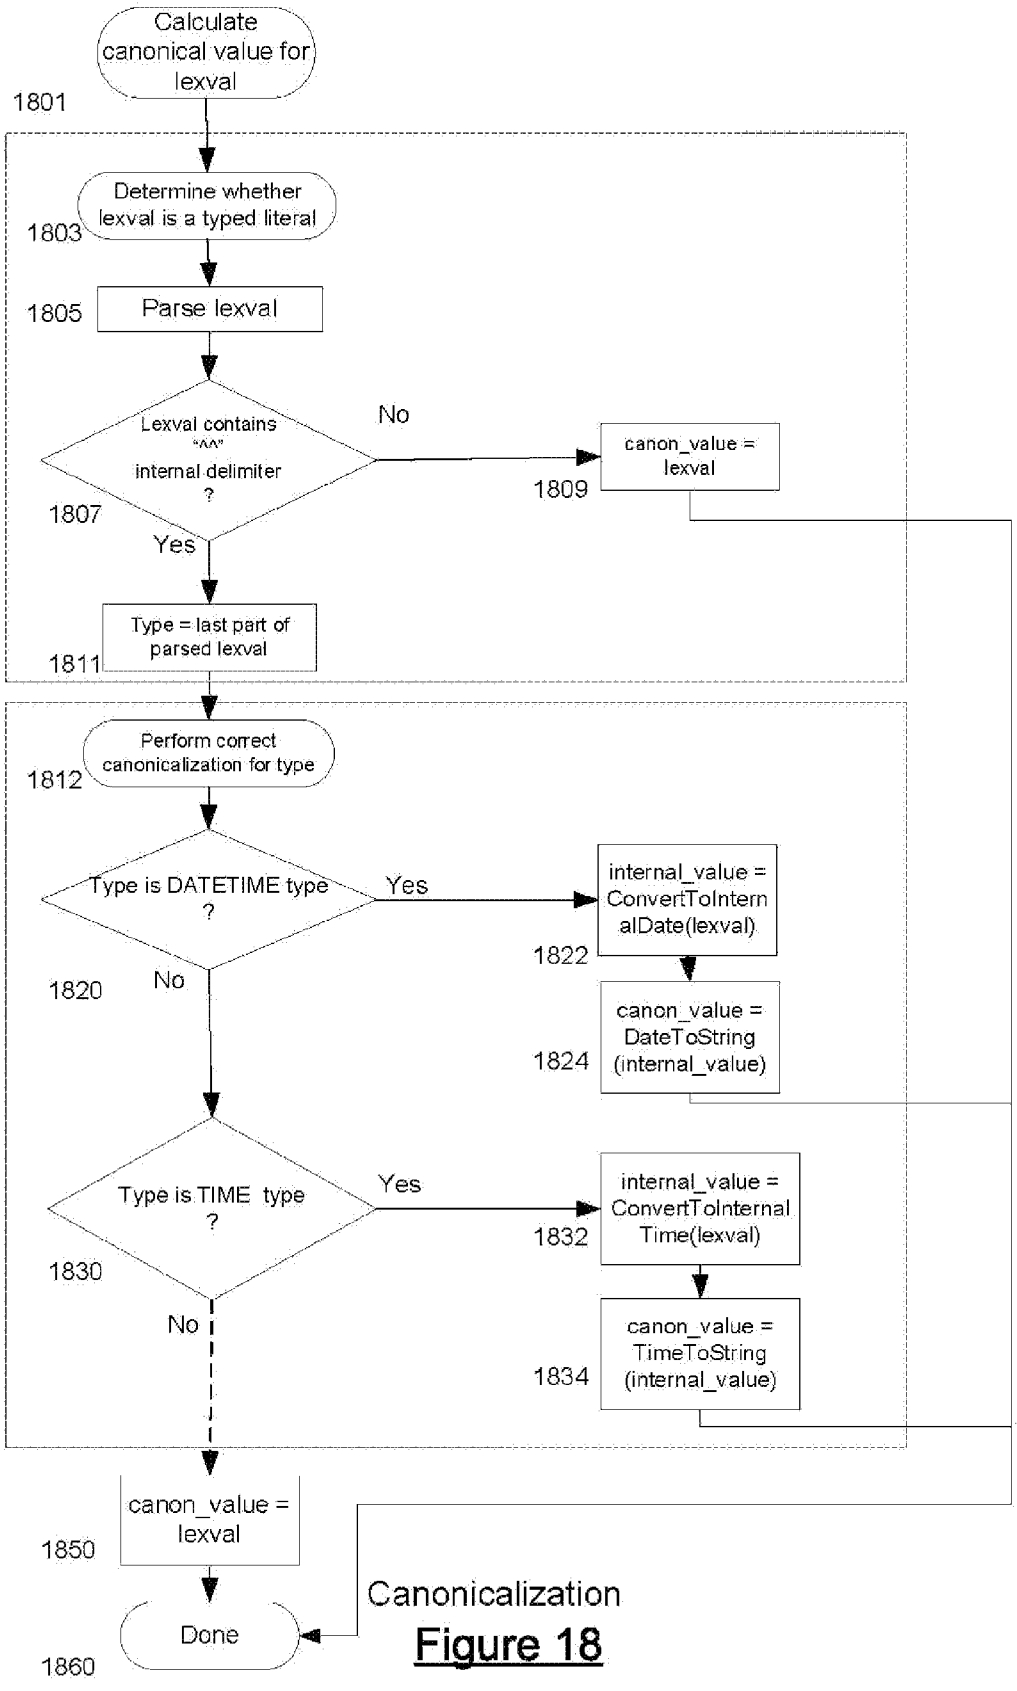 Calculate
canonical value for
lexval
1801
Determine whether
lexval is a typed literal
1803
Parse lexval
1805
Lexval contains
"^^"
internal delimiter
?
1807
No
canon_value =
lexval
1809
Yes
Type = last part of
parsed lexval
1811
Perform correct
canonicalization for type
1812
Type is DATETIME type
?
1820
Yes
internal_value =
ConvertToIntern
alDate(lexval)
1822
canon_value =
DateToString
(internal_value)
1824
No
Type is TIME type
?
1830
Yes
internal_value =
ConvertToInternal
Time(lexval)
1832
canon_value =
TimeToString
(internal_value)
1834
No
canon_value =
lexval
1850
Done
1860
Canonicalization
Figure 18